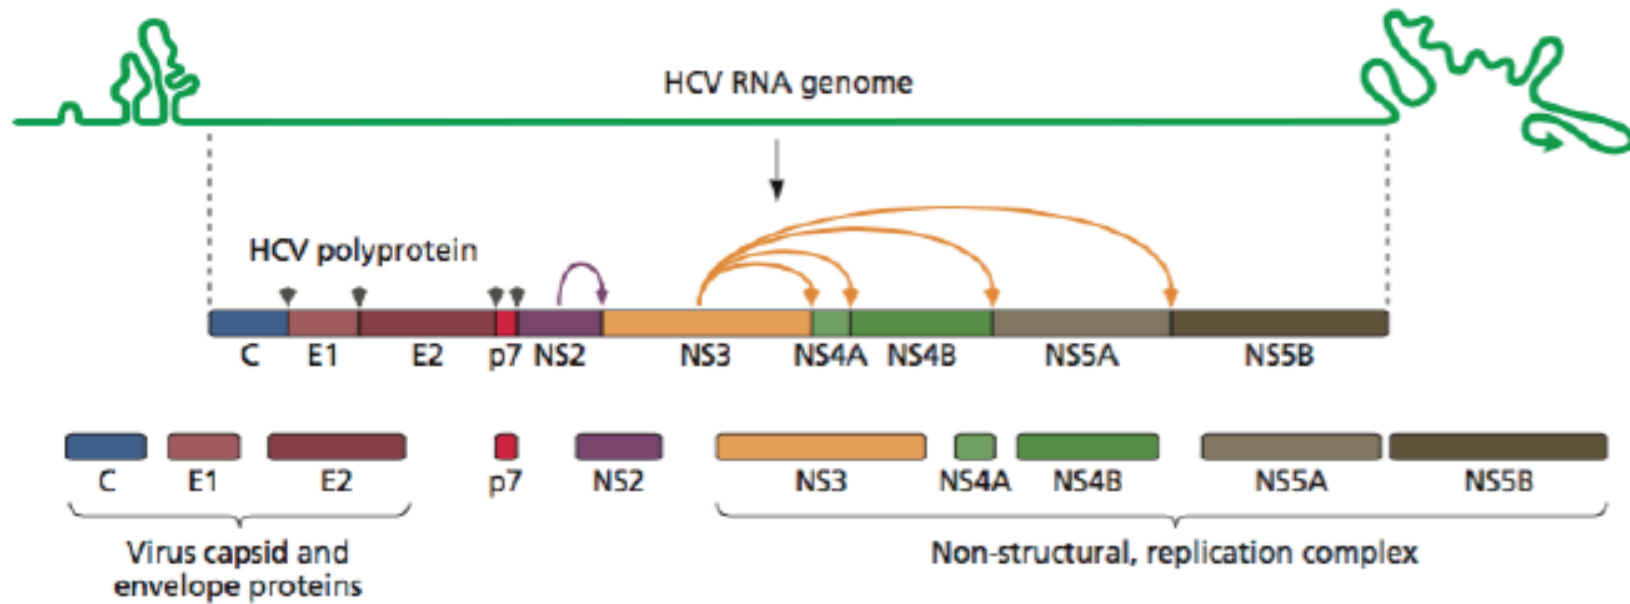 HCV RNA genome
HCV polyprotein
C E1 E2 p7 NS2 NS3 NS4A NS4B NS5A NS5B
C E1 E2 p7 NS2 NS3 NS4A NS4B NS5A NS5B
Virus capsid and
envelope proteins
Non-structural, replication complex